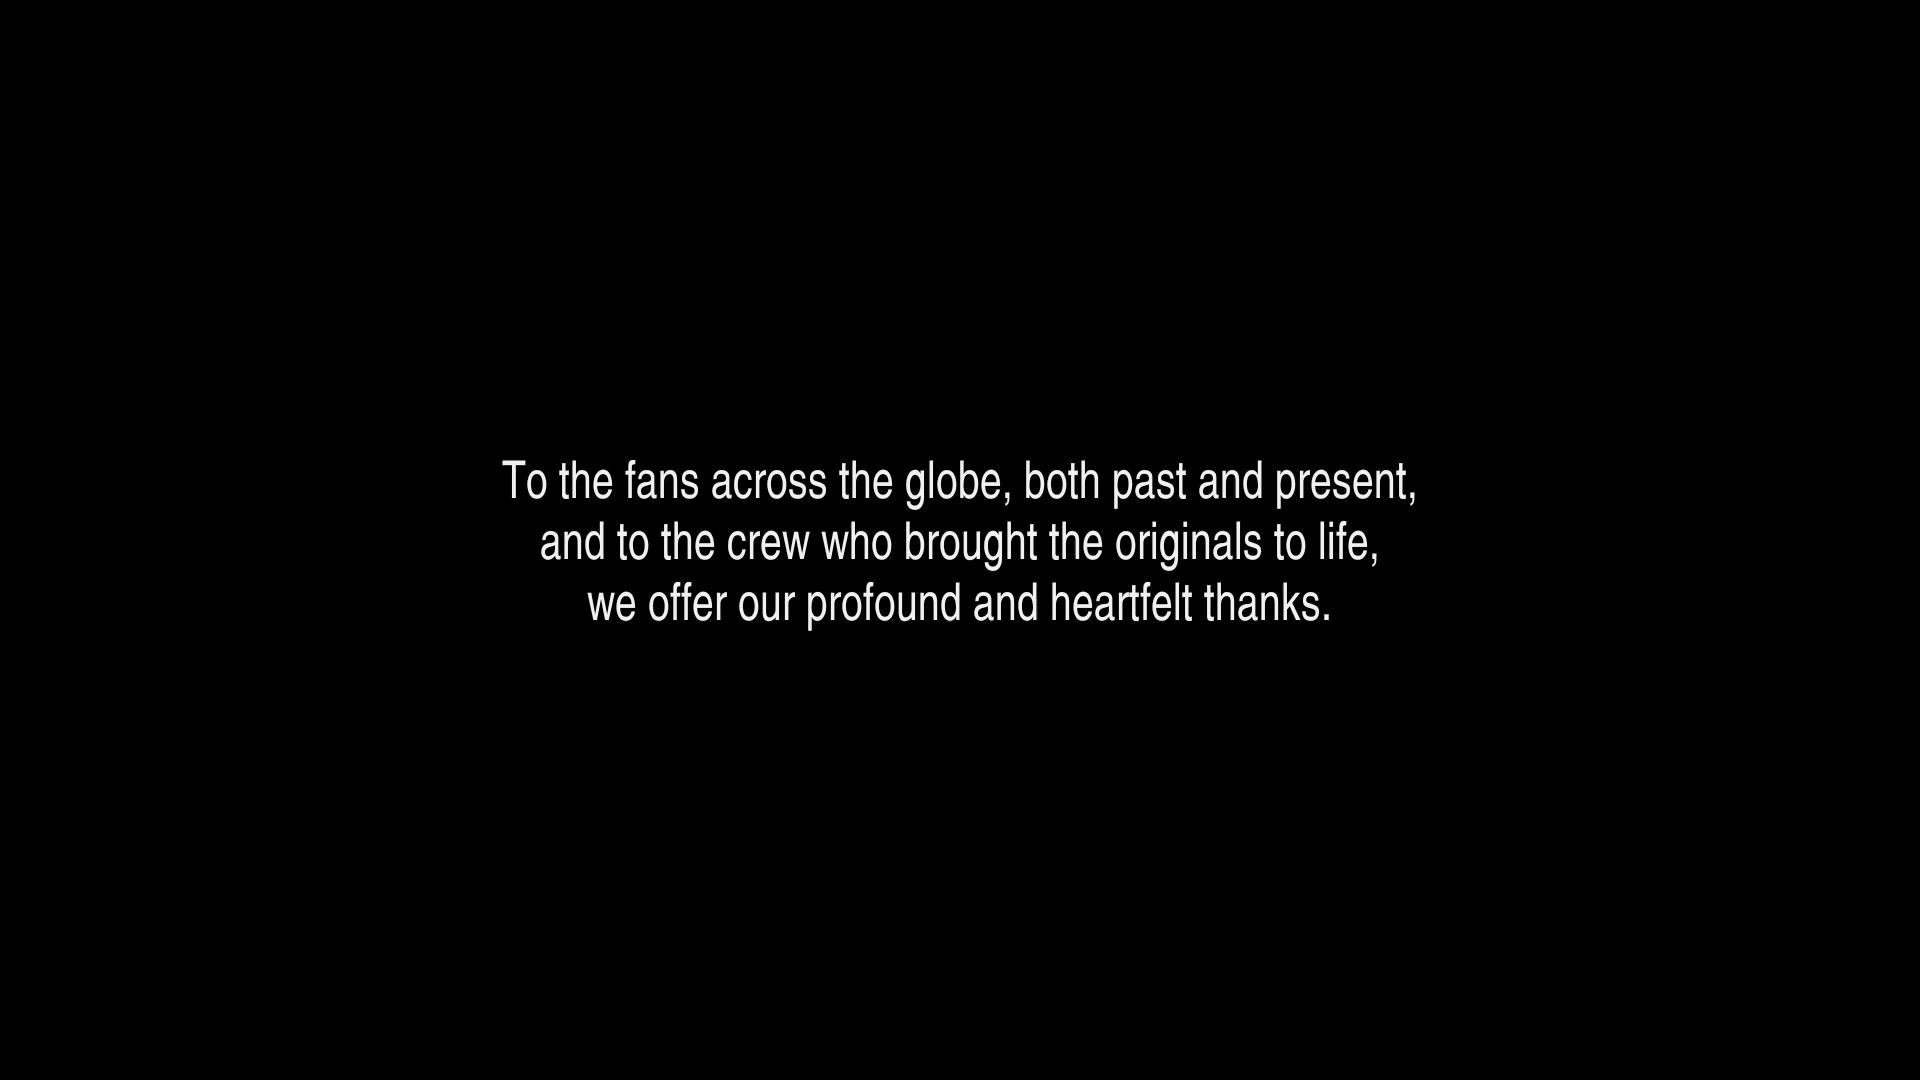 To the fans across the globe, both past and present,
and to the crew who brought the originals to life,
we offer our profound and heartfelt thanks.